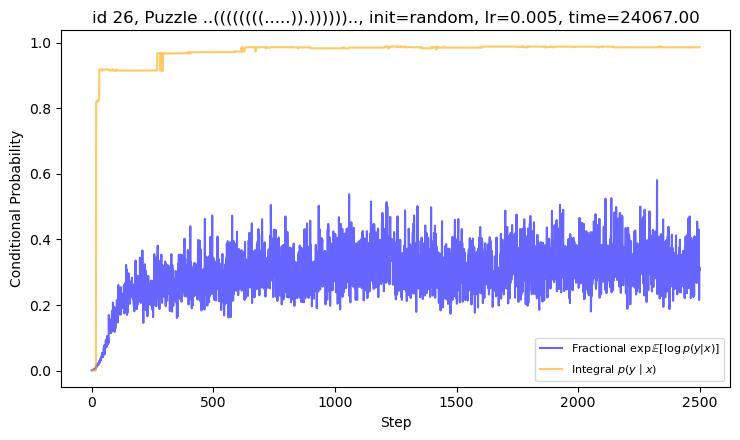 id 26, Puzzle ..((((((((.....)).))))))..., init=random, lr=0.005, time=24067.00
Conditional Probability
1.0
0.8
0.6
0.4
0.2
0.0
Fractional exp𝔼[log p(y|x)]
Integral p(y | x)
0
500
1000
1500
2000
2500
Step